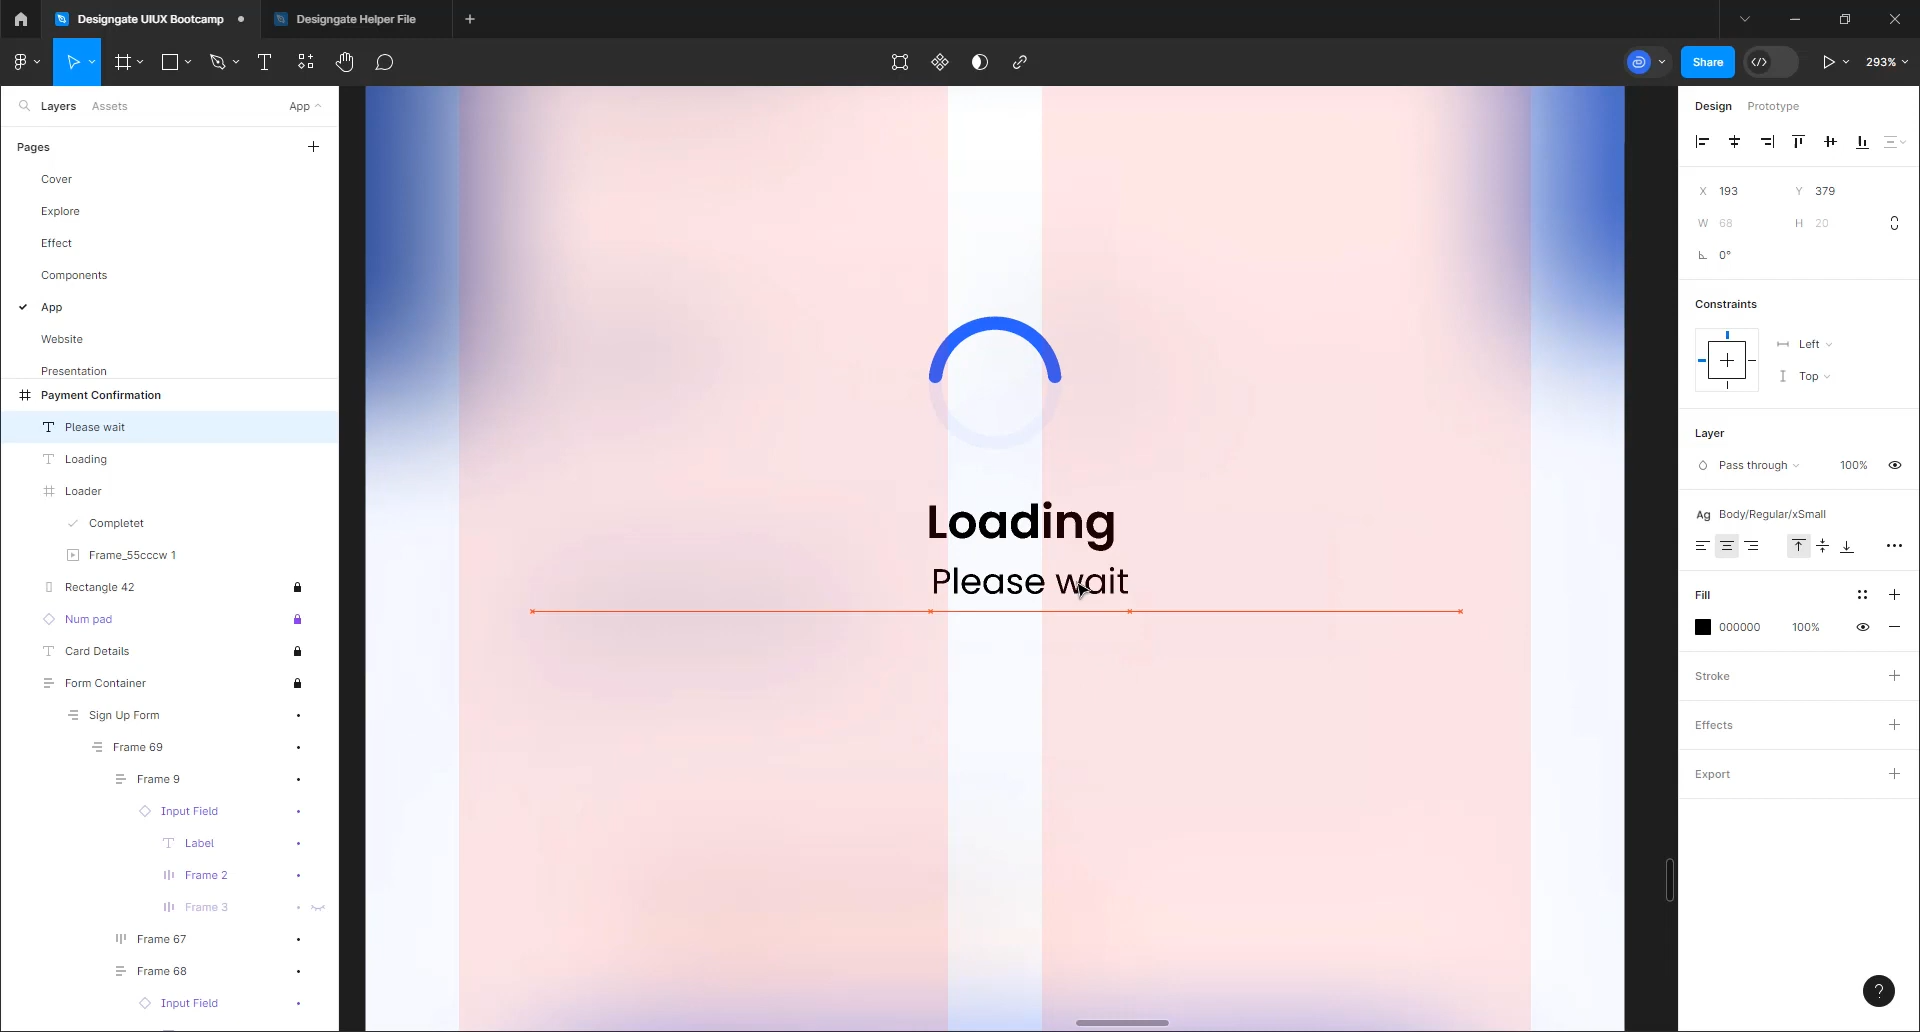 Designgate UIUX Bootcamp
Designgate Helper File
Share
293%
Layers
Assets
App
Pages
Cover
Explore
Effect
Components
App
Website
Presentation
Payment Confirmation
Please wait
Loading
Loader
Completet
Frame_55cccw 1
Rectangle 42
Num pad
Card Details
Form Container
Sign Up Form
Frame 69
Frame 9
Input Field
Label
Frame 2
Frame 3
Frame 67
Frame 68
Input Field
Loading
Please wait
Design
Prototype
X 193
Y 379
W 68
H 20
0°
Constraints
Left
Top
Layer
Pass through
100%
Ag Body/Regular/xSmall
Fill
000000
100%
Stroke
Effects
Export
?